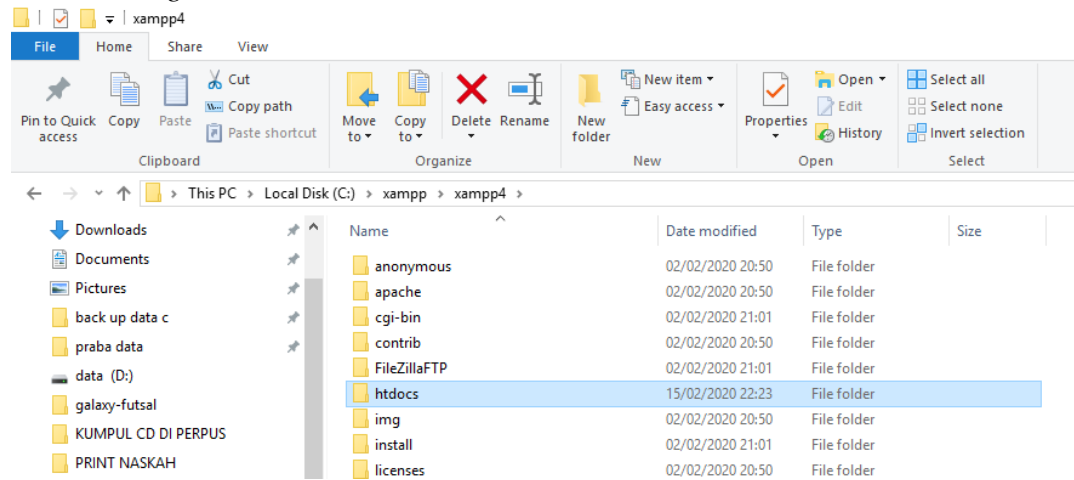 xampp4
File Home Share View
Pin to Quick access
Copy
Paste
Cut
Copy path
Paste shortcut
Clipboard
Move to
Copy to
Delete
Rename
Organize
New folder
New item
Easy access
New
Properties
Open
Edit
History
Open
Select all
Select none
Invert selection
Select
This PC > Local Disk (C:) > xampp > xampp4 >
Downloads
Documents
Pictures
back up data c
praba data
data (D:)
galaxy-futsal
KUMPUL CD DI PERPUS
PRINT NASKAH
Name Date modified Type Size
anonymous 02/02/2020 20:50 File folder
apache 02/02/2020 20:50 File folder
cgi-bin 02/02/2020 21:01 File folder
contrib 02/02/2020 20:50 File folder
FileZillaFTP 02/02/2020 21:01 File folder
htdocs 15/02/2020 22:23 File folder
img 02/02/2020 20:50 File folder
install 02/02/2020 21:01 File folder
licenses 02/02/2020 20:50 File folder